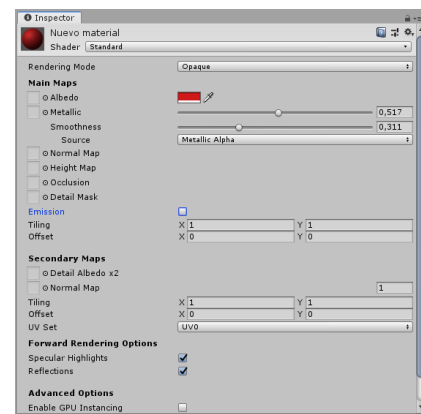 Inspector
Nuevo material
Shader Standard
Rendering Mode Opaque
Main Maps
Albedo
Metallic 0,517
Smoothness 0,311
Source Metallic Alpha
Normal Map
Height Map
Occlusion
Detail Mask
Emission
Tiling X 1 Y 1
Offset X 0 Y 0
Secondary Maps
Detail Albedo x2
Normal Map 1
Tiling X 1 Y 1
Offset X 0 Y 0
UV Set UV0
Forward Rendering Options
Specular Highlights
Reflections
Advanced Options
Enable GPU Instancing